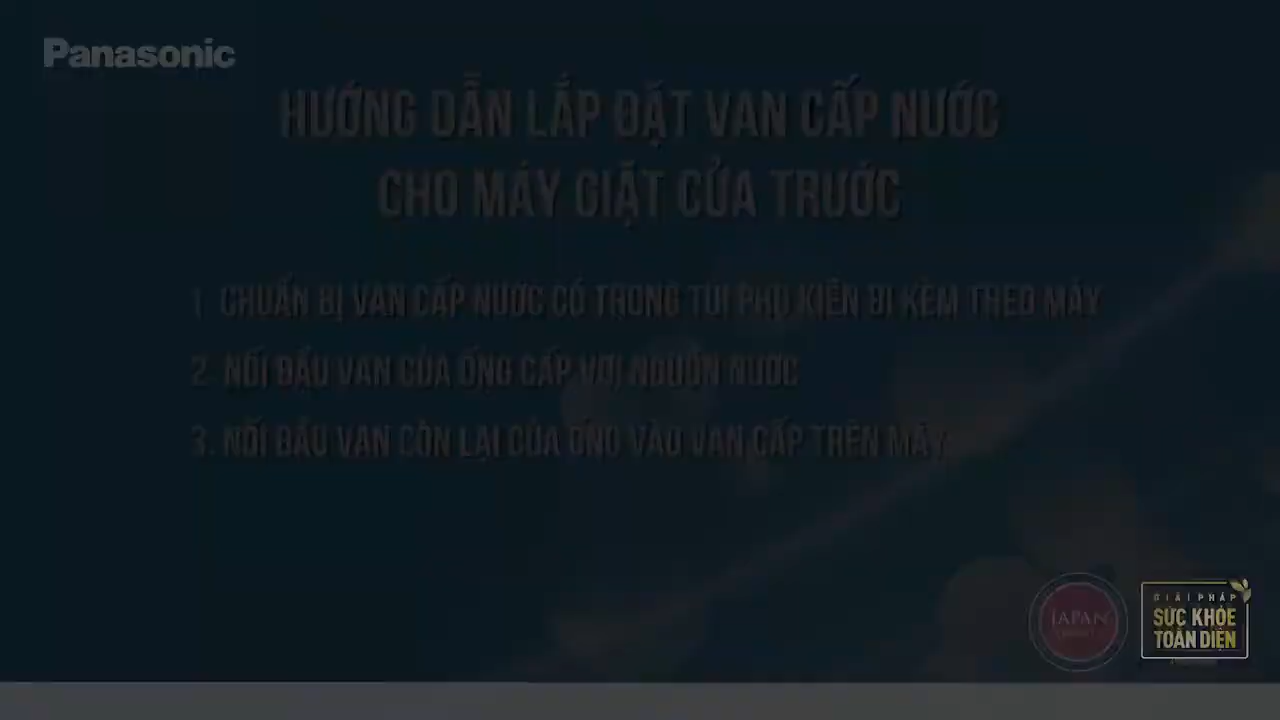 Panasonic
HƯỚNG DẪN LẮP ĐẶT VAN CẤP NƯỚC
CHO MÁY GIẶT CỬA TRƯỚC
1. CHUẨN BỊ VAN CẤP NƯỚC CÓ TRONG TÚI PHỤ KIỆN ĐI KÈM THEO MÁY
2. NỐI ĐẦU VAN CỦA ỐNG CẤP VỚI NGUỒN NƯỚC
3. NỐI ĐẦU VAN CÒN LẠI CỦA ỐNG VÀO VAN CẤP TRÊN MÁY
JAPAN
GIẢI PHÁP
SỨC KHỎE
TOÀN DIỆN